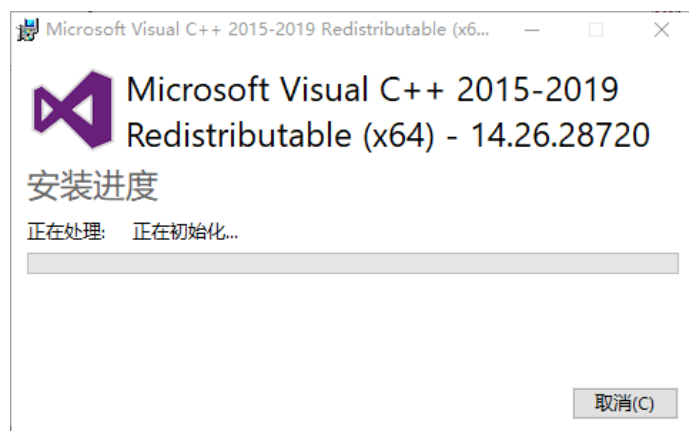 Microsoft Visual C++ 2015-2019 Redistributable (x6...
Microsoft Visual C++ 2015-2019
Redistributable (x64) - 14.26.28720
安装进度
正在处理: 正在初始化...
取消(C)